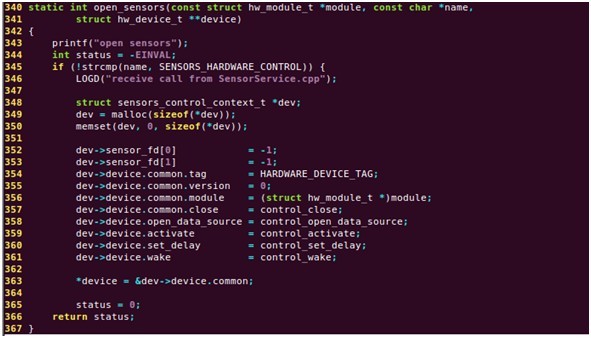 340 static int open_sensors(const struct hw_module_t *module, const char *name,
341         struct hw_device_t **device)
342 {
343     printf("open sensors");
344     int status = -EINVAL;
345     if (!strcmp(name, SENSORS_HARDWARE_CONTROL)) {
346         LOGD("receive call from SensorService.cpp");
347
348         struct sensors_control_context_t *dev;
349         dev = malloc(sizeof(*dev));
350         memset(dev, 0, sizeof(*dev));
351
352         dev->sensor_fd[0]            = -1;
353         dev->sensor_fd[1]            = -1;
354         dev->device.common.tag       = HARDWARE_DEVICE_TAG;
355         dev->device.common.version   = 0;
356         dev->device.common.module    = (struct hw_module_t *)module;
357         dev->device.common.close     = control_close;
358         dev->device.open_data_source = control_open_data_source;
359         dev->device.activate         = control_activate;
360         dev->device.set_delay        = control_set_delay;
361         dev->device.wake             = control_wake;
362
363         *device = &dev->device.common;
364
365         status = 0;
366     return status;
367 }